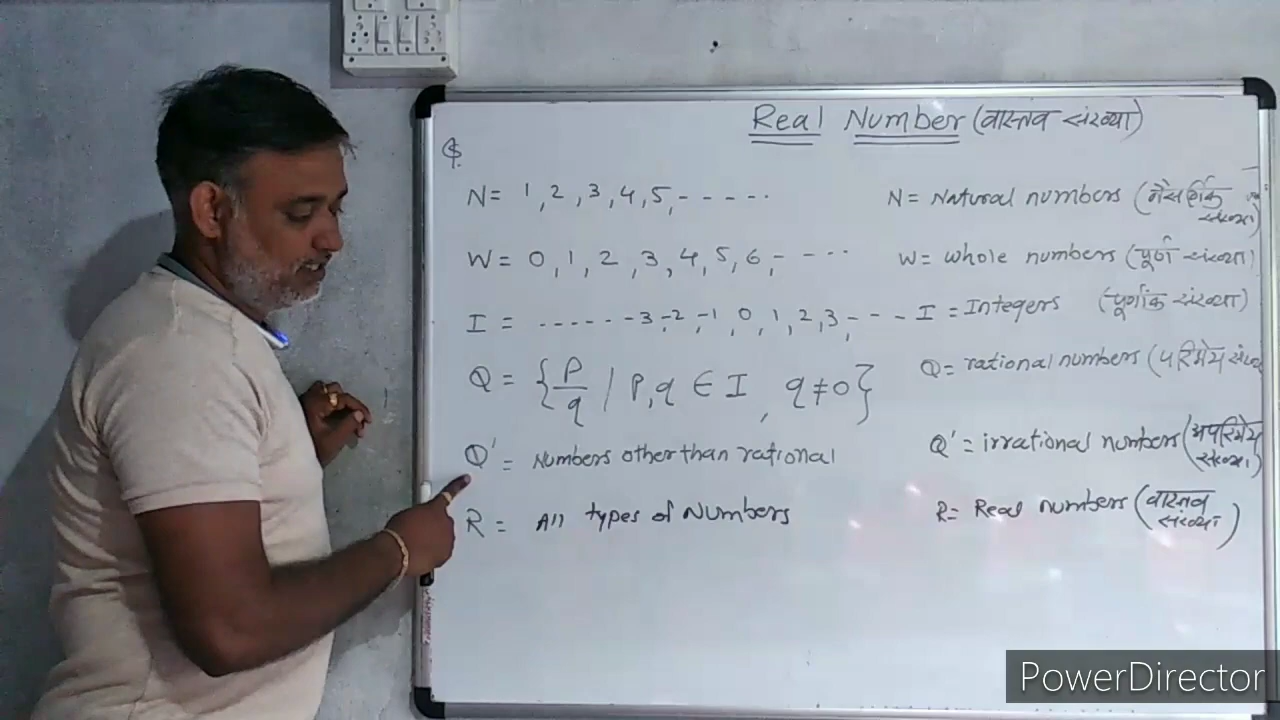 Real Number (वास्तव संख्या)
N = 1, 2, 3, 4, 5, - - - - - ..
N = Natural numbers (नैसर्गिक संख्या)
W = 0, 1, 2, 3, 4, 5, 6, - - - ...
W = whole numbers (पूर्ण संख्या)
I = ...... -3, -2, -1, 0, 1, 2, 3, - - - -
I = Integers (पूर्णांक संख्या)
Q = {P/q / P, q ∈ I, q ≠ 0}
Q = rational numbers (परिमेय
Q' = Numbers other than rational
Q' = irrational numbers (अपरिमेय संख्या)
R = All types of Numbers
R = Real numbers (वास्तव संख्या)
PowerDirector